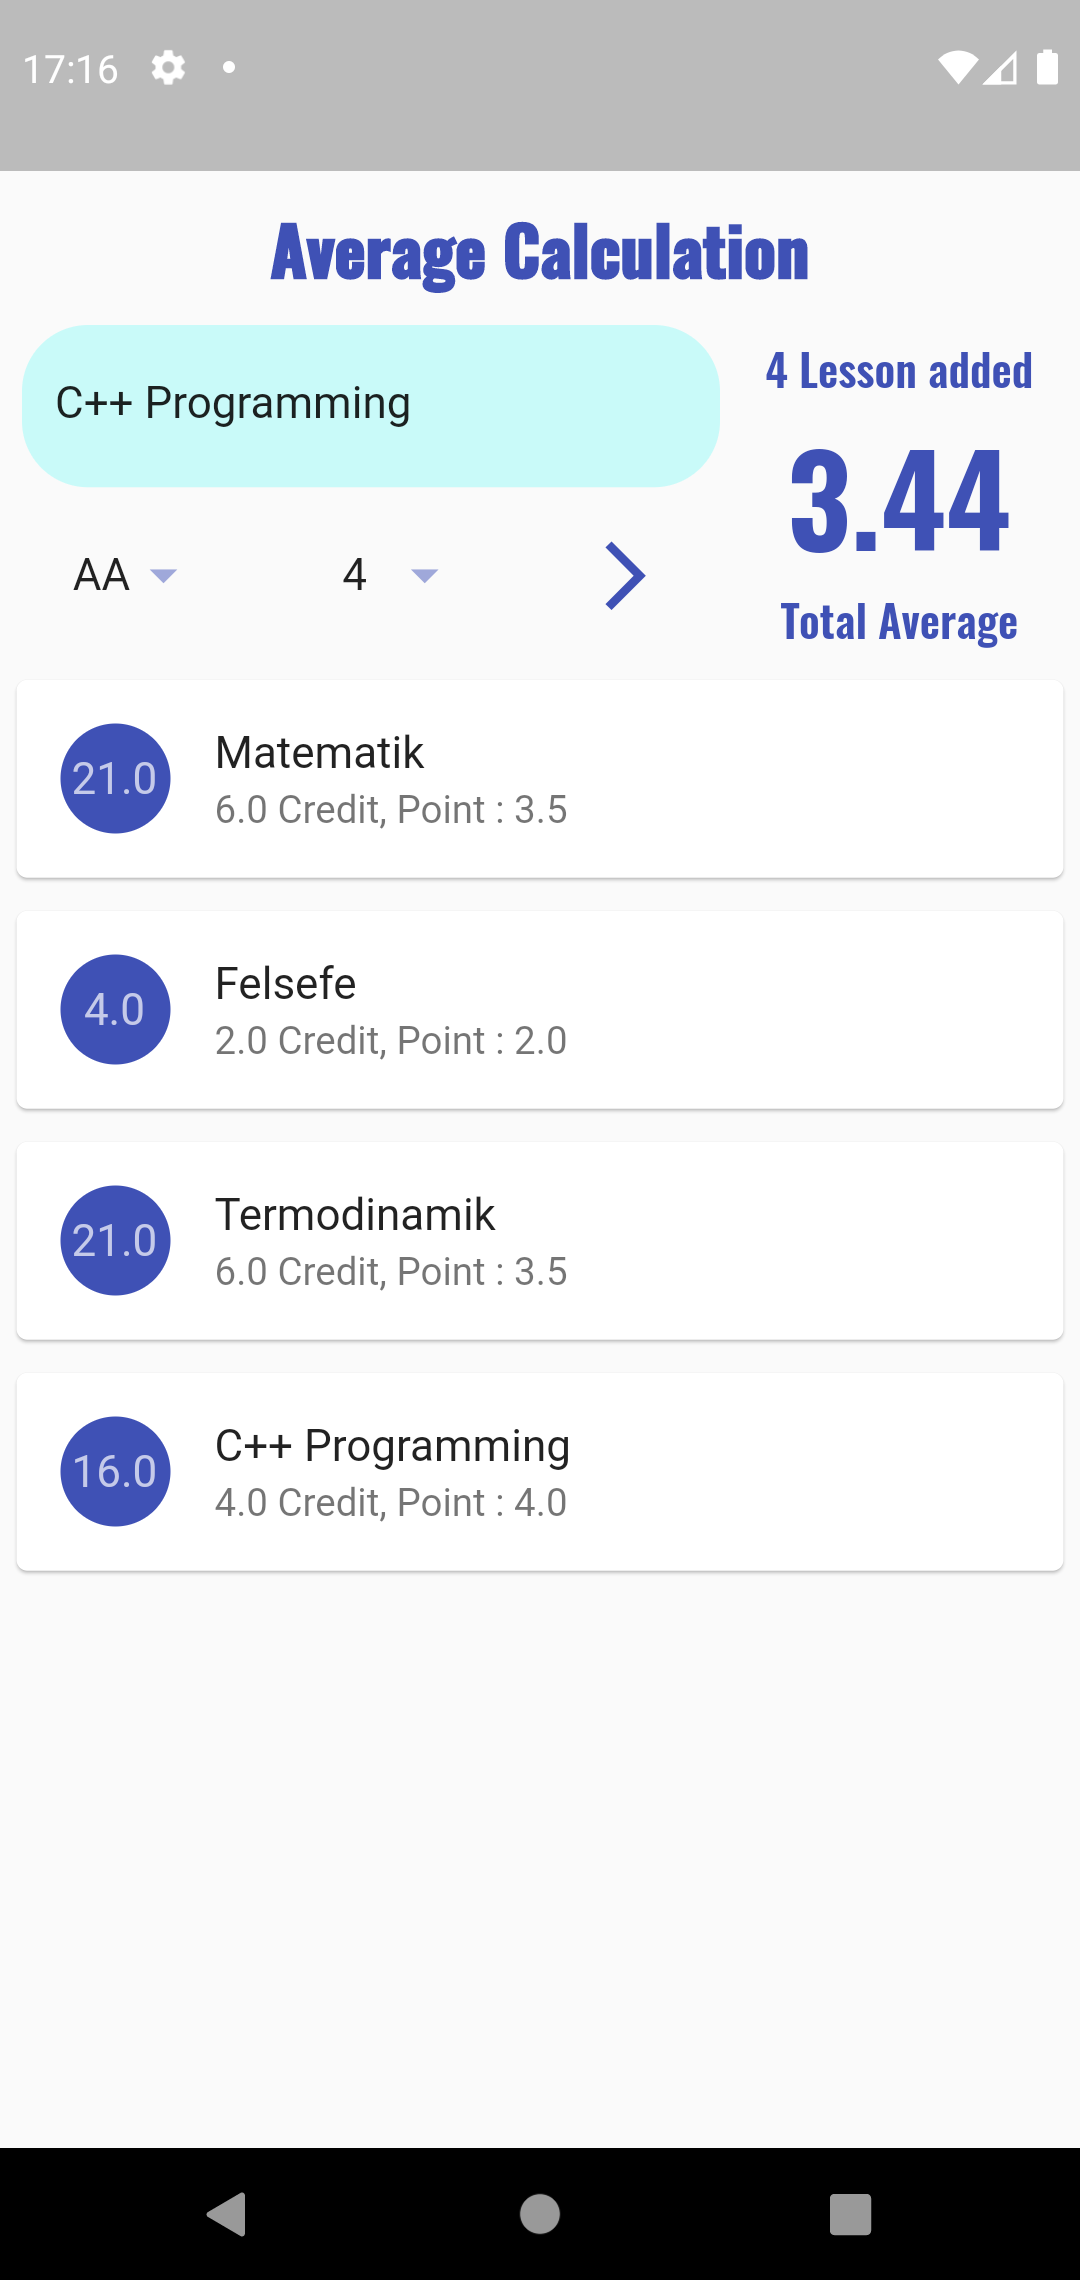 17:16
Average Calculation
C++ Programming
4 Lesson added
3.44
AA
4
Total Average
21.0
Matematik
6.0 Credit, Point : 3.5
4.0
Felsefe
2.0 Credit, Point : 2.0
21.0
Termodinamik
6.0 Credit, Point : 3.5
16.0
C++ Programming
4.0 Credit, Point : 4.0